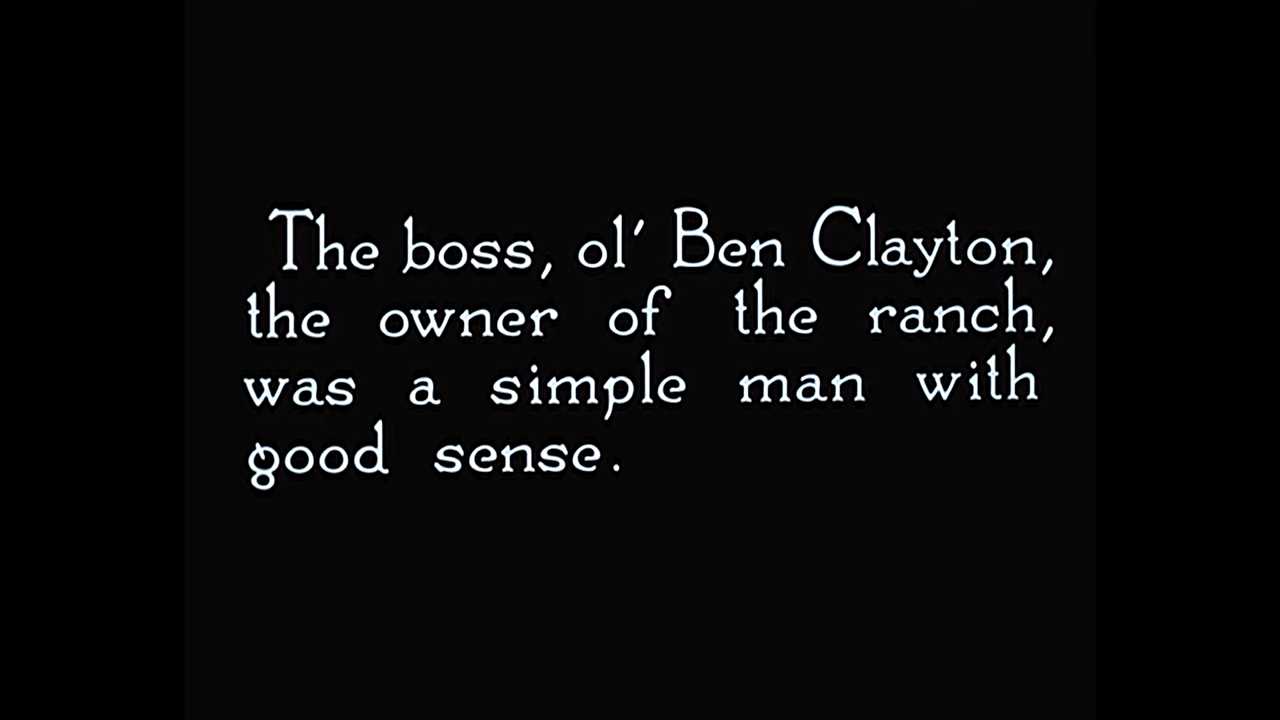 The boss, ol' Ben Clayton,
the owner of the ranch,
was a simple man with
good sense.